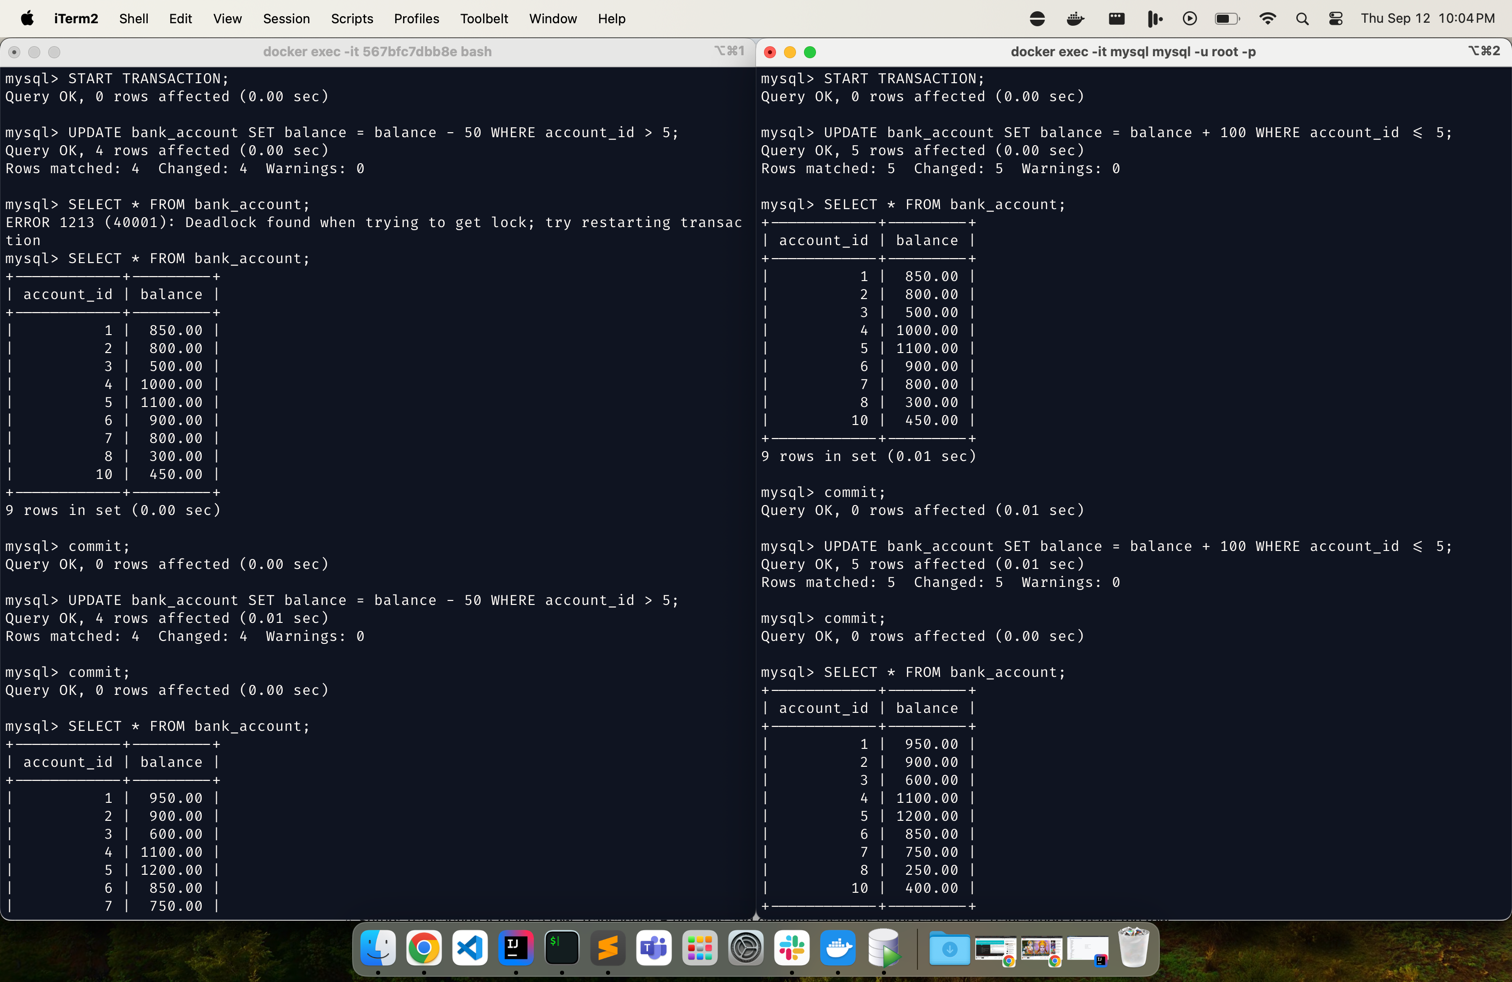 iTerm2 Shell Edit View Session Scripts Profiles Toolbelt Window Help Thu Sep 12 10:04 PM
docker exec -it 567bfc7dbb8e bash ⌥⌘1
mysql> START TRANSACTION;
Query OK, 0 rows affected (0.00 sec)
mysql> UPDATE bank_account SET balance = balance - 50 WHERE account_id > 5;
Query OK, 4 rows affected (0.00 sec)
Rows matched: 4  Changed: 4  Warnings: 0
mysql> SELECT * FROM bank_account;
ERROR 1213 (40001): Deadlock found when trying to get lock; try restarting transac
tion
mysql> SELECT * FROM bank_account;
+------------+---------+
| account_id | balance |
+------------+---------+
|          1 |  850.00 |
|          2 |  800.00 |
|          3 |  500.00 |
|          4 | 1000.00 |
|          5 | 1100.00 |
|          6 |  900.00 |
|          7 |  800.00 |
|          8 |  300.00 |
|         10 |  450.00 |
+------------+---------+
9 rows in set (0.00 sec)
mysql> commit;
Query OK, 0 rows affected (0.00 sec)
mysql> UPDATE bank_account SET balance = balance - 50 WHERE account_id > 5;
Query OK, 4 rows affected (0.01 sec)
Rows matched: 4  Changed: 4  Warnings: 0
mysql> commit;
Query OK, 0 rows affected (0.00 sec)
mysql> SELECT * FROM bank_account;
+------------+---------+
| account_id | balance |
+------------+---------+
|          1 |  950.00 |
|          2 |  900.00 |
|          3 |  600.00 |
|          4 | 1100.00 |
|          5 | 1200.00 |
|          6 |  850.00 |
|          7 |  750.00 |
docker exec -it mysql mysql -u root -p ⌥⌘2
mysql> START TRANSACTION;
Query OK, 0 rows affected (0.00 sec)
mysql> UPDATE bank_account SET balance = balance + 100 WHERE account_id <= 5;
Query OK, 5 rows affected (0.00 sec)
Rows matched: 5  Changed: 5  Warnings: 0
mysql> SELECT * FROM bank_account;
+------------+---------+
| account_id | balance |
+------------+---------+
|          1 |  850.00 |
|          2 |  800.00 |
|          3 |  500.00 |
|          4 | 1000.00 |
|          5 | 1100.00 |
|          6 |  900.00 |
|          7 |  800.00 |
|          8 |  300.00 |
|         10 |  450.00 |
+------------+---------+
9 rows in set (0.01 sec)
mysql> commit;
Query OK, 0 rows affected (0.01 sec)
mysql> UPDATE bank_account SET balance = balance + 100 WHERE account_id <= 5;
Query OK, 5 rows affected (0.01 sec)
Rows matched: 5  Changed: 5  Warnings: 0
mysql> commit;
Query OK, 0 rows affected (0.00 sec)
mysql> SELECT * FROM bank_account;
+------------+---------+
| account_id | balance |
+------------+---------+
|          1 |  950.00 |
|          2 |  900.00 |
|          3 |  600.00 |
|          4 | 1100.00 |
|          5 | 1200.00 |
|          6 |  850.00 |
|          7 |  750.00 |
|          8 |  250.00 |
|         10 |  400.00 |
+------------+---------+